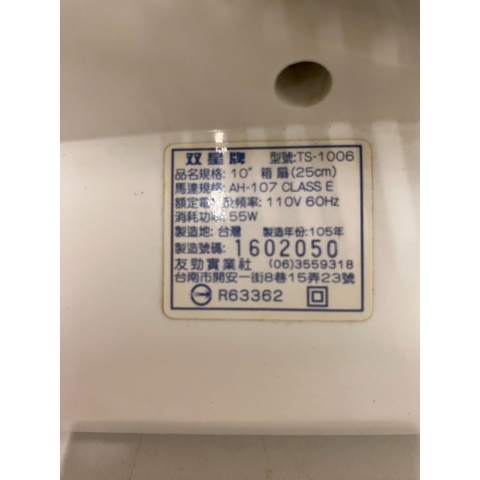 双星牌 型號:TS-1006
品名規格: 10" 箱扇(25cm)
馬達規格: AH-107 CLASS E
額定電壓及頻率: 110V 60Hz
消耗功率: 55W
製造地: 台灣 製造年份:105年
製造號碼: 1602050
友勁實業社 (06)3559318
台南市開安一街8巷15弄23號
R63362